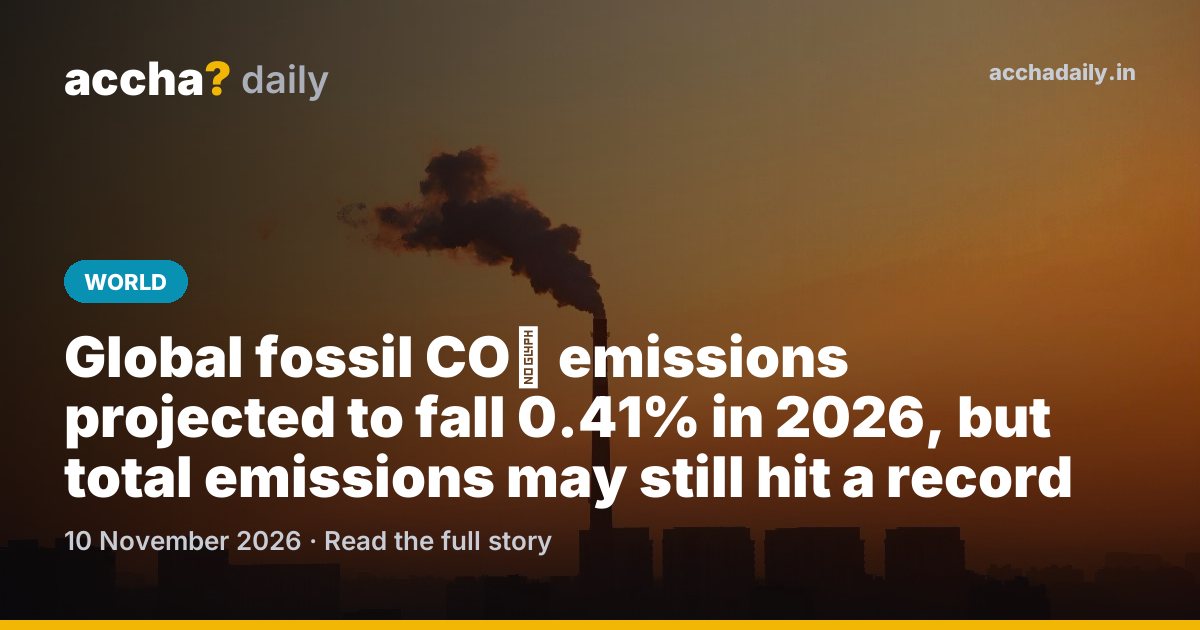 accha? daily
acchadaily.in
WORLD
Global fossil CO emissions
projected to fall 0.41% in 2026, but
total emissions may still hit a record
10 November 2026 · Read the full story